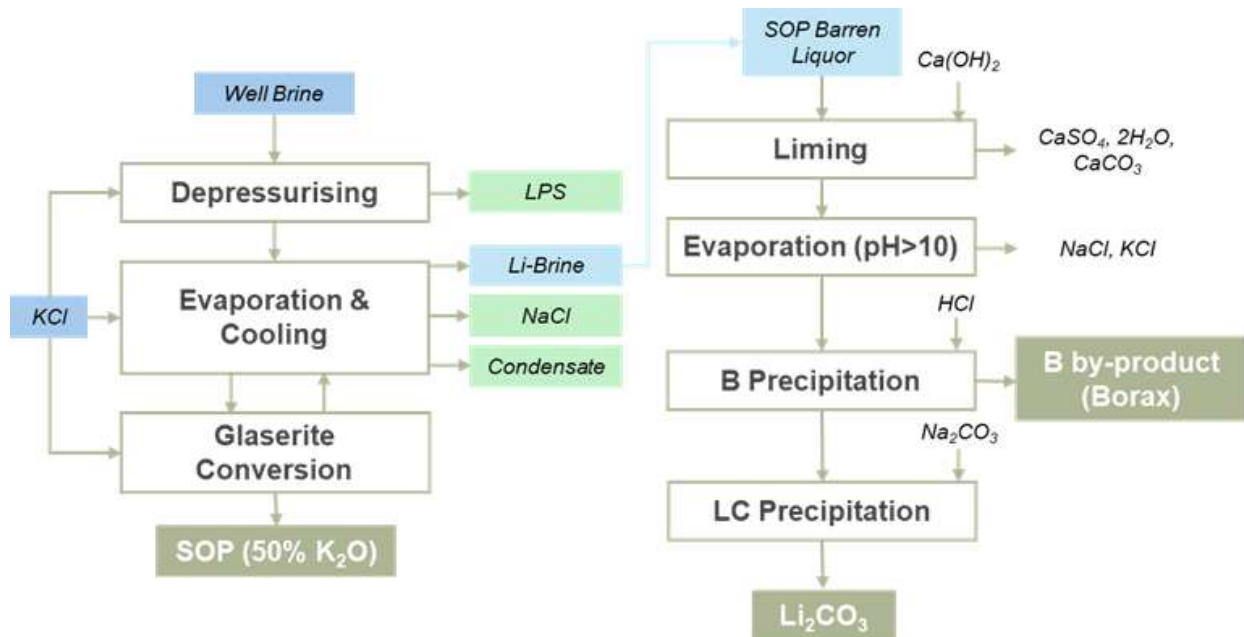 Well Brine
Depressurising
LPS
Evaporation &
Cooling
KCl
Li-Brine
NaCl
Condensate
Glaserite
Conversion
SOP (50% K₂O)
SOP Barren
Liquor
Ca(OH)₂
Liming
CaSO₄, 2H₂O,
CaCO₃
Evaporation (pH>10)
NaCl, KCl
HCl
B Precipitation
B by-product
(Borax)
Na₂CO₃
LC Precipitation
Li₂CO₃